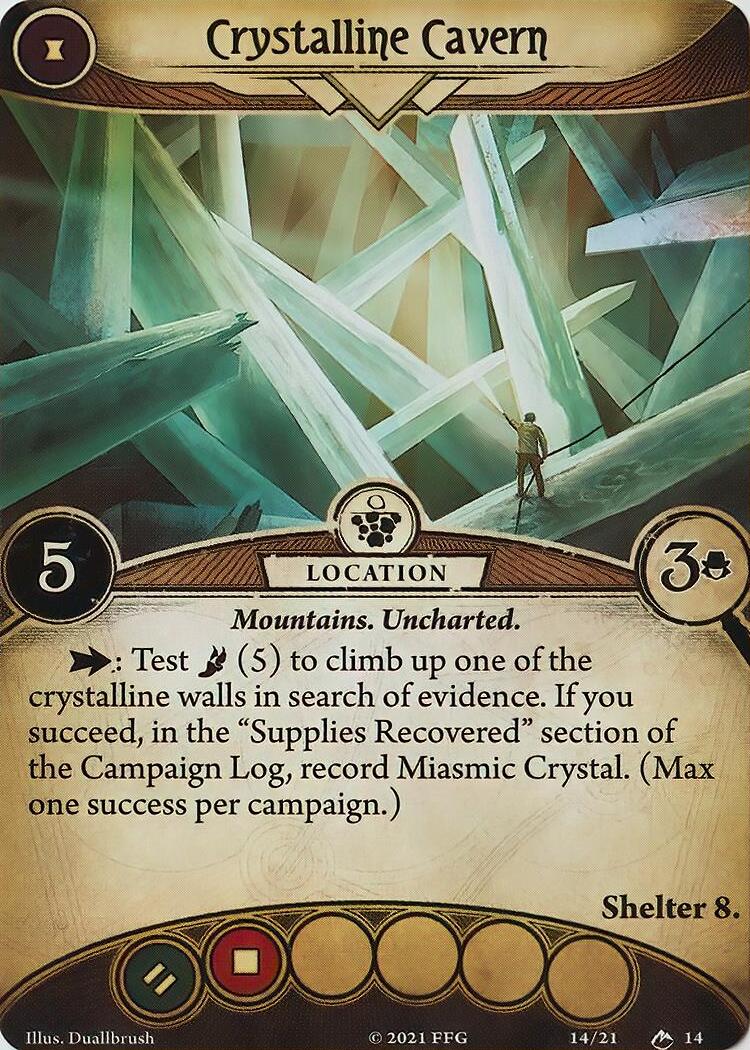 Crystalline Cavern
5
3
LOCATION
Mountains. Uncharted.
: Test (5) to climb up one of the
crystalline walls in search of evidence. If you
succeed, in the “Supplies Recovered” section of
the Campaign Log, record Miasmic Crystal. (Max
one success per campaign.)
Shelter 8.
Illus. Duallbrush
© 2021 FFG
14/21
14